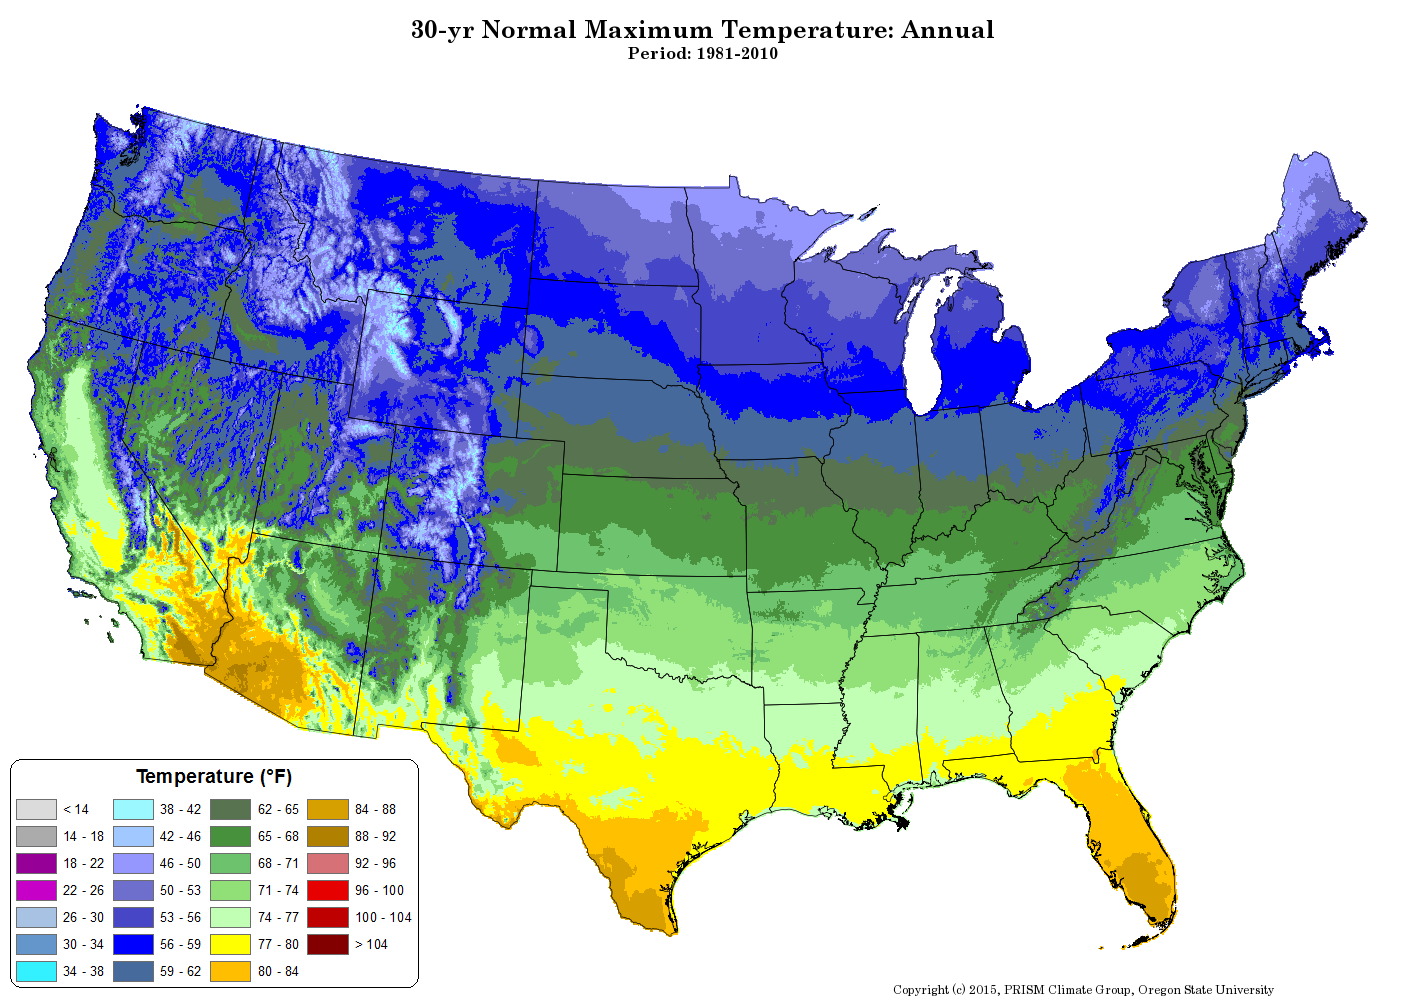 30-yr Normal Maximum Temperature: Annual
Period: 1981-2010
Temperature (°F)
< 14
14 - 18
18 - 22
22 - 26
26 - 30
30 - 34
34 - 38
38 - 42
42 - 46
46 - 50
50 - 53
53 - 56
56 - 59
59 - 62
62 - 65
65 - 68
68 - 71
71 - 74
74 - 77
77 - 80
80 - 84
84 - 88
88 - 92
92 - 96
96 - 100
100 - 104
> 104
Copyright (c) 2015, PRISM Climate Group, Oregon State University